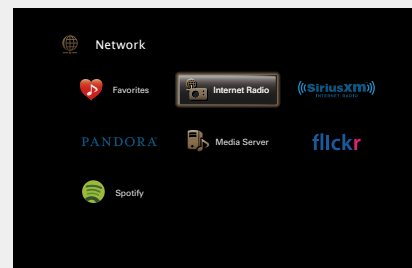 Network
Favorites
Internet Radio
((SiriusXM))
INTERNET RADIO
PANDORA
Media Server
flickr
Spotify